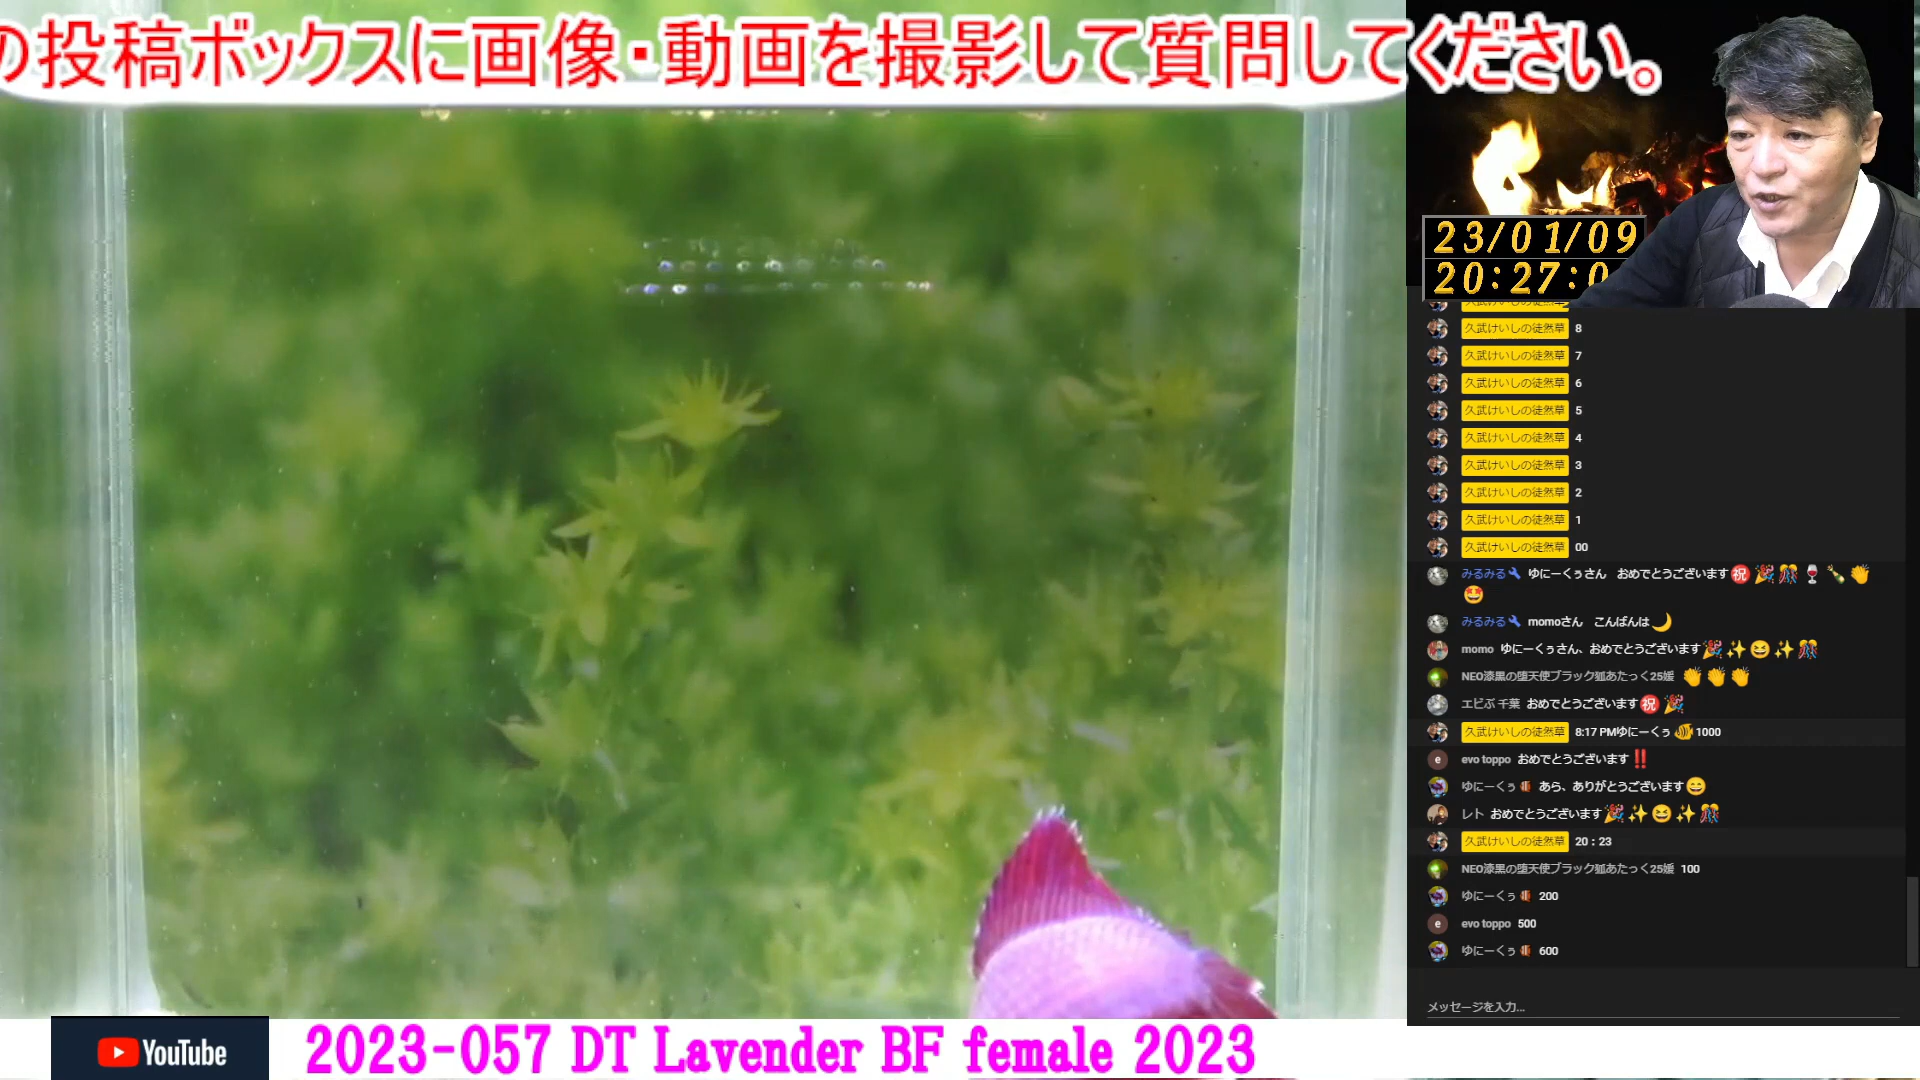 の投稿ボックスに画像・動画を撮影して質問してください。
23/01/09
20:27:0
久武けいしの徒然草
久武けいしの徒然草 8
久武けいしの徒然草 7
久武けいしの徒然草 6
久武けいしの徒然草 5
久武けいしの徒然草 4
久武けいしの徒然草 3
久武けいしの徒然草 2
久武けいしの徒然草 1
久武けいしの徒然草 00
みるみる ゆにーくぅさん おめでとうございます㊗🎉🎊🍷🍾👏
🤩
みるみる momoさん こんばんは🌙
momo ゆにーくぅさん、おめでとうございます🎉✨😆✨🎊
NEO漆黒の堕天使ブラック狐あたっく25媛 👏👏👏
エビぶ 千葉 おめでとうございます㊗🎉
久武けいしの徒然草 8:17 PMゆにーくぅ🐠1000
e evo toppo おめでとうございます‼
ゆにーくぅ あら、ありがとうございます😄
レト おめでとうございます🎉✨😆✨🎊
久武けいしの徒然草 20：23
NEO漆黒の堕天使ブラック狐あたっく25媛 100
ゆにーくぅ 200
e evo toppo 500
ゆにーくぅ 600
メッセージを入力...
YouTube
2023-057 DT Lavender BF female 2023